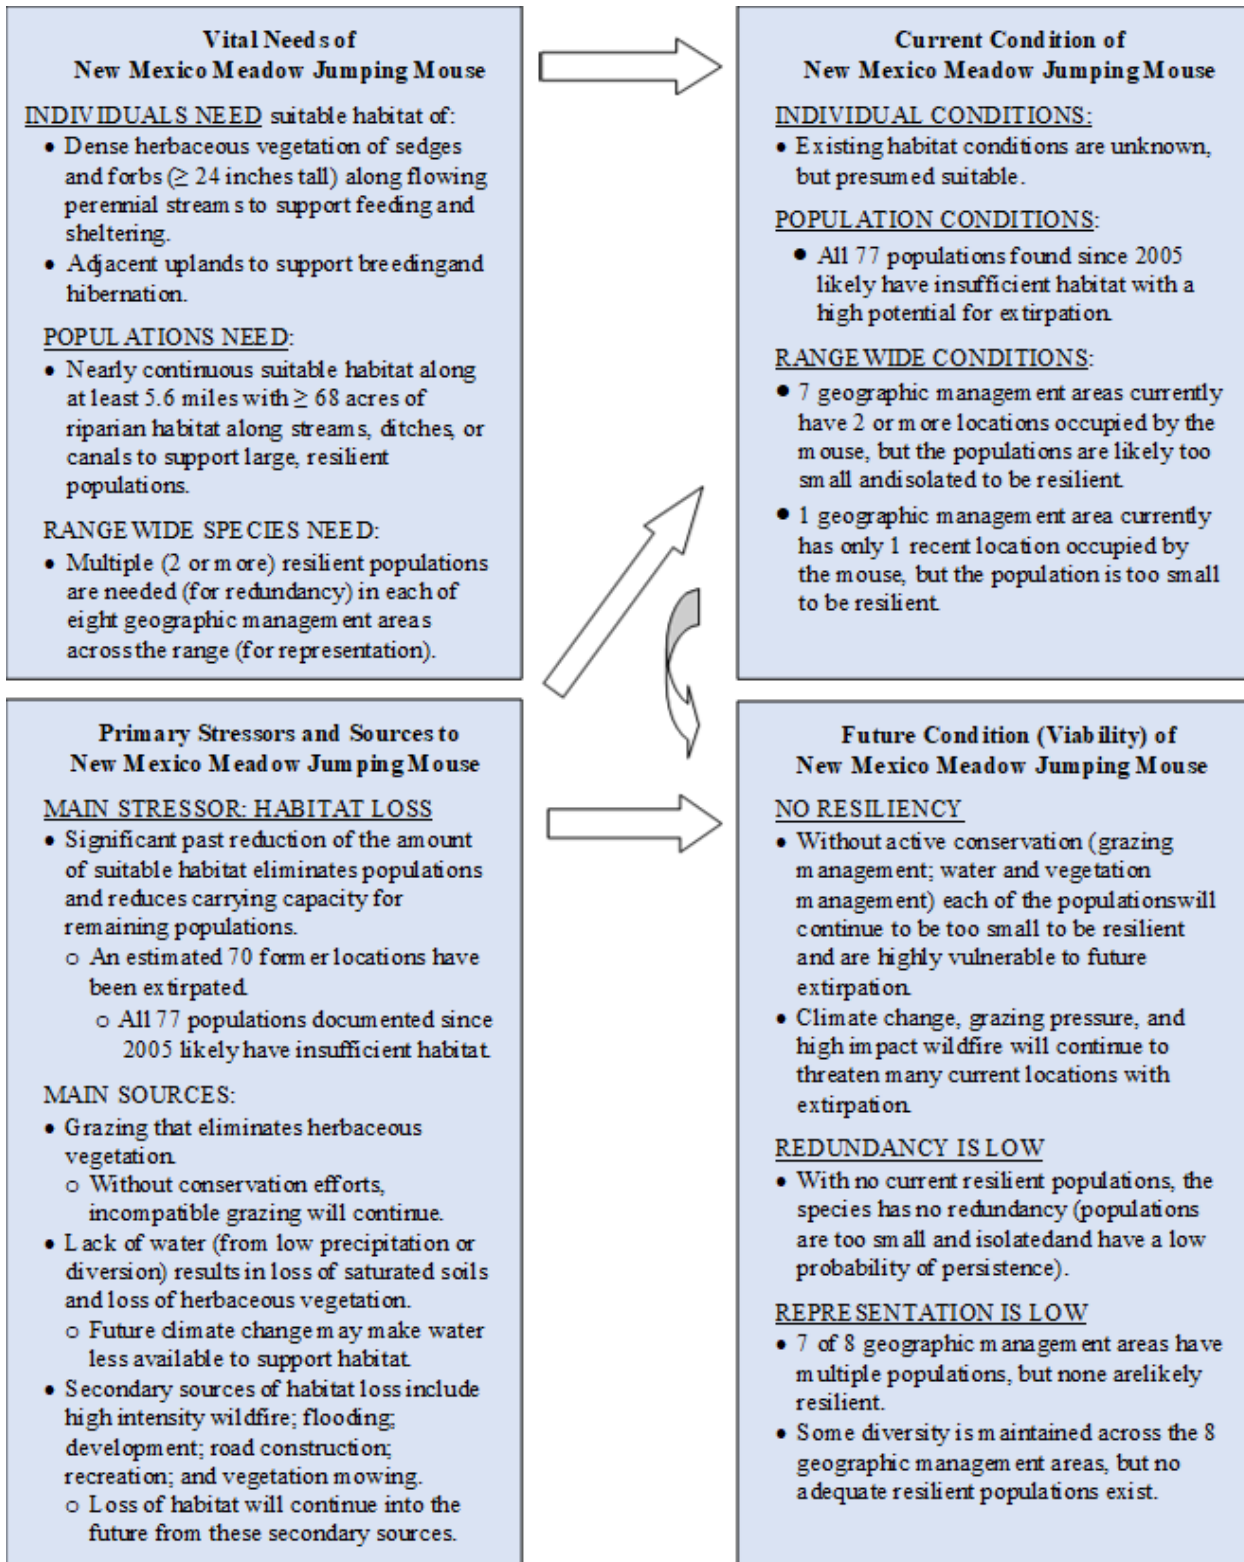 Vital Needs of
New Mexico Meadow Jumping Mouse
INDIVIDUALS NEED suitable habitat of:
• Dense herbaceous vegetation of sedges
and forbs (≥ 24 inches tall) along flowing
perennial streams to support feeding and
sheltering.
• Adjacent uplands to support breedingand
hibernation.
POPULATIONS NEED:
• Nearly continuous suitable habitat along
at least 5.6 miles with ≥ 68 acres of
riparian habitat along streams, ditches, or
canals to support large, resilient
populations.
RANGEWIDE SPECIES NEED:
• Multiple (2 or more) resilient populations
are needed (for redundancy) in each of
eight geographic management areas
across the range (for representation).
Current Condition of
New Mexico Meadow Jumping Mouse
INDIVIDUAL CONDITIONS:
• Existing habitat conditions are unknown,
but presumed suitable.
POPULATION CONDITIONS:
• All 77 populations found since 2005
likely have insufficient habitat with a
high potential for extirpation.
RANGEWIDE CONDITIONS:
• 7 geographic management areas currently
have 2 or more locations occupied by the
mouse, but the populations are likely too
small andisolated to be resilient.
• 1 geographic management area currently
has only 1 recent location occupied by
the mouse, but the population is too small
to be resilient.
Primary Stressors and Sources to
New Mexico Meadow Jumping Mouse
MAIN STRESSOR: HABITAT LOSS
• Significant past reduction of the amount
of suitable habitat eliminates populations
and reduces carrying capacity for
remaining populations.
o An estimated 70 former locations have
been extirpated.
o All 77 populations documented since
2005 likely have insufficient habitat.
MAIN SOURCES:
• Grazing that eliminates herbaceous
vegetation.
o Without conservation efforts,
incompatible grazing will continue.
• Lack of water (from low precipitation or
diversion) results in loss of saturated soils
and loss of herbaceous vegetation.
o Future climate change may make water
less available to support habitat.
• Secondary sources of habitat loss include
high intensity wildfire; flooding;
development; road construction;
recreation; and vegetation mowing.
o Loss of habitat will continue into the
future from these secondary sources.
Future Condition (Viability) of
New Mexico Meadow Jumping Mouse
NO RESILIENCY
• Without active conservation (grazing
management; water and vegetation
management) each of the populationswill
continue to be too small to be resilient
and are highly vulnerable to future
extirpation.
• Climate change, grazing pressure, and
high impact wildfire will continue to
threaten many current locations with
extirpation.
REDUNDANCY IS LOW
• With no current resilient populations, the
species has no redundancy (populations
are too small and isolatedand have a low
probability of persistence).
REPRESENTATION IS LOW
• 7 of 8 geographic management areas have
multiple populations, but none arelikely
resilient.
• Some diversity is maintained across the 8
geographic management areas, but no
adequate resilient populations exist.